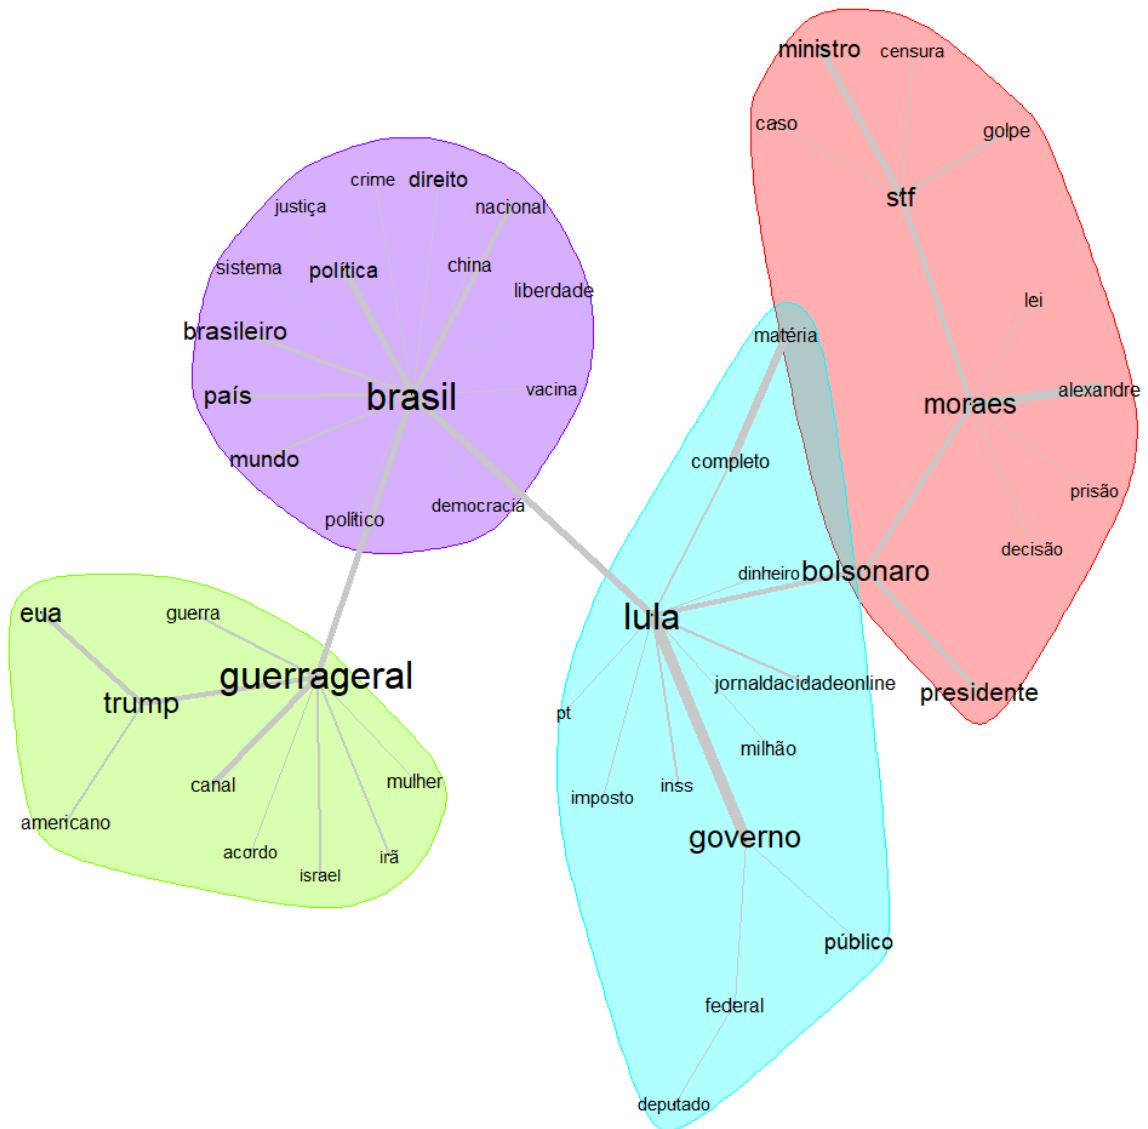 ministro
censura
caso
golpe
stf
crime
direito
justiça
nacional
sistema
política
china
liberdade
lei
brasileiro
matéria
país
brasil
vacina
moraes
alexandre
mundo
completo
democracia
político
prisão
decisão
dinheiro
bolsonaro
eua
guerra
lula
guerrageral
jornaldacidadeonline
presidente
trump
pt
milhão
canal
mulher
inss
imposto
americano
governo
acordo
irã
israel
público
federal
deputado